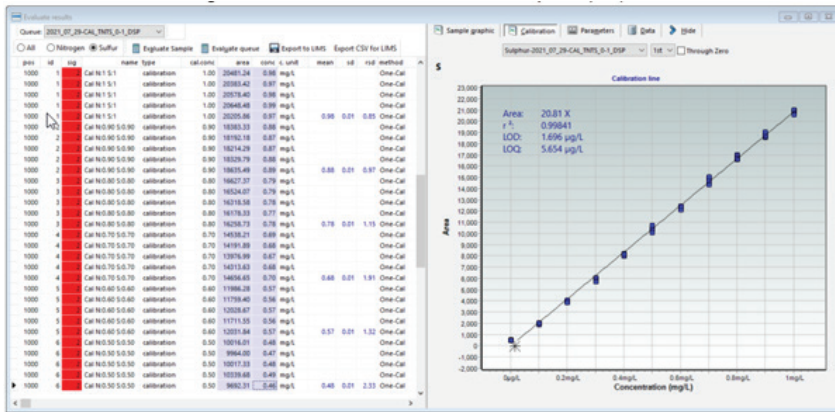 Evaluate results
Queue: 2021_07_29-CAL_TNTS_0-1_DSP
All Nitrogen Sulfur Evgluate Sample Evalyate queue Export to LIMS Export CSV for LIMS
pos id sig name type cal.conc area conc c. unit mean sd rsd method
1000 1 2 Cal N:1 S:1 calibration 1.00 20481.24 0.98 mg/L One-Cal
1000 1 2 Cal N:1 S:1 calibration 1.00 20383.42 0.97 mg/L One-Cal
1000 1 2 Cal N:1 S:1 calibration 1.00 20578.40 0.98 mg/L One-Cal
1000 1 2 Cal N:1 S:1 calibration 1.00 20648.48 0.99 mg/L One-Cal
1000 1 2 Cal N:1 S:1 calibration 1.00 20205.86 0.97 mg/L 0.98 0.01 0.85 One-Cal
1000 2 2 Cal N:0.90 S:0.90 calibration 0.90 18383.33 0.88 mg/L One-Cal
1000 2 2 Cal N:0.90 S:0.90 calibration 0.90 18192.18 0.87 mg/L One-Cal
1000 2 2 Cal N:0.90 S:0.90 calibration 0.90 18214.29 0.87 mg/L One-Cal
1000 2 2 Cal N:0.90 S:0.90 calibration 0.90 18329.79 0.88 mg/L One-Cal
1000 2 2 Cal N:0.90 S:0.90 calibration 0.90 18635.49 0.89 mg/L 0.88 0.01 0.97 One-Cal
1000 3 2 Cal N:0.80 S:0.80 calibration 0.80 16627.37 0.79 mg/L One-Cal
1000 3 2 Cal N:0.80 S:0.80 calibration 0.80 16524.07 0.79 mg/L One-Cal
1000 3 2 Cal N:0.80 S:0.80 calibration 0.80 16318.58 0.78 mg/L One-Cal
1000 3 2 Cal N:0.80 S:0.80 calibration 0.80 16178.33 0.77 mg/L One-Cal
1000 3 2 Cal N:0.80 S:0.80 calibration 0.80 16258.73 0.78 mg/L 0.78 0.01 1.15 One-Cal
1000 4 2 Cal N:0.70 S:0.70 calibration 0.70 14538.21 0.69 mg/L One-Cal
1000 4 2 Cal N:0.70 S:0.70 calibration 0.70 14191.89 0.68 mg/L One-Cal
1000 4 2 Cal N:0.70 S:0.70 calibration 0.70 13976.99 0.67 mg/L One-Cal
1000 4 2 Cal N:0.70 S:0.70 calibration 0.70 14313.63 0.68 mg/L One-Cal
1000 4 2 Cal N:0.70 S:0.70 calibration 0.70 14656.65 0.70 mg/L 0.68 0.01 1.91 One-Cal
1000 5 2 Cal N:0.60 S:0.60 calibration 0.60 11986.28 0.57 mg/L One-Cal
1000 5 2 Cal N:0.60 S:0.60 calibration 0.60 11759.40 0.56 mg/L One-Cal
1000 5 2 Cal N:0.60 S:0.60 calibration 0.60 12028.67 0.57 mg/L One-Cal
1000 5 2 Cal N:0.60 S:0.60 calibration 0.60 11711.55 0.56 mg/L One-Cal
1000 5 2 Cal N:0.60 S:0.60 calibration 0.60 12031.84 0.57 mg/L 0.57 0.01 1.32 One-Cal
1000 6 2 Cal N:0.50 S:0.50 calibration 0.50 10016.01 0.48 mg/L One-Cal
1000 6 2 Cal N:0.50 S:0.50 calibration 0.50 9964.00 0.47 mg/L One-Cal
1000 6 2 Cal N:0.50 S:0.50 calibration 0.50 10017.33 0.48 mg/L One-Cal
1000 6 2 Cal N:0.50 S:0.50 calibration 0.50 10339.68 0.49 mg/L One-Cal
1000 6 2 Cal N:0.50 S:0.50 calibration 0.50 9692.31 0.46 mg/L 0.48 0.01 2.33 One-Cal
Sample graphic Calibration Parameters Data Hide
Sulphur-2021_07_29-CAL_TNTS_0-1_DSP 1st Through Zero
S
Calibration line
Area: 20.81 X
r²: 0.99841
LOD: 1.696 µg/L
LOQ: 5.654 µg/L
23,000
22,000
21,000
20,000
19,000
18,000
17,000
16,000
15,000
14,000
13,000
12,000
11,000
10,000
9,000
8,000
7,000
6,000
5,000
4,000
3,000
2,000
1,000
0
-1,000
-2,000
Area
0µg/L 0.2mg/L 0.4mg/L 0.6mg/L 0.8mg/L 1mg/L
Concentration (mg/L)